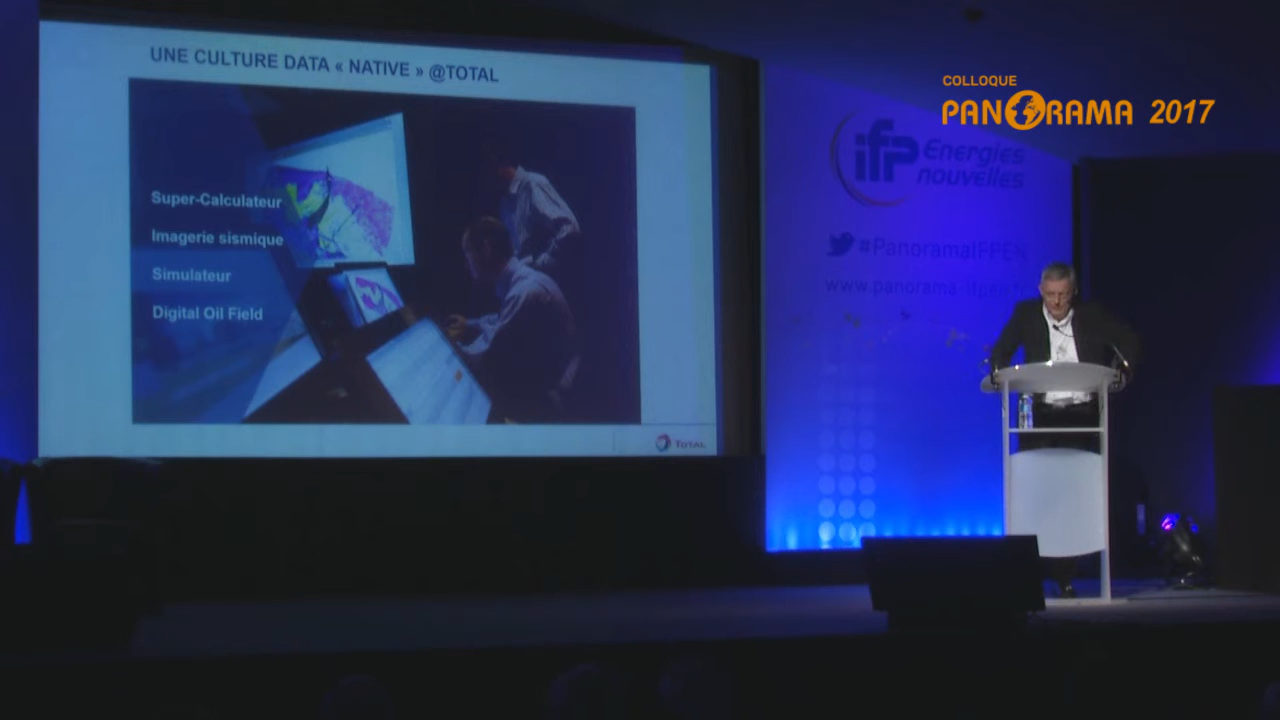 UNE CULTURE DATA « NATIVE » @TOTAL
Super-Calculateur
Imagerie sismique
Simulateur
Digital Oil Field
TOTAL
COLLOQUE
PANORAMA 2017
ifp Energies
nouvelles
#PanoramaIFPEN
www.panorama-ifpen.fr